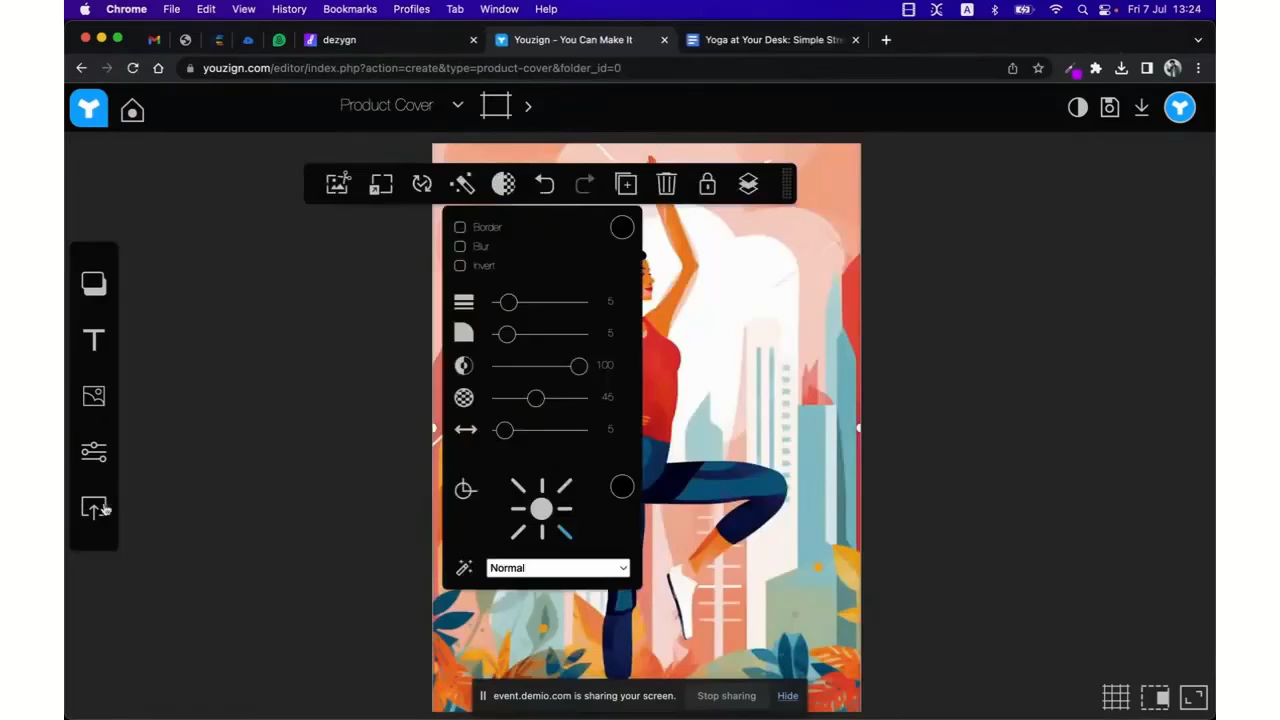 Chrome File Edit View History Bookmarks Profiles Tab Window Help A Fri 7 Jul 13:24
dezygn Youzign - You Can Make It Yoga at Your Desk: Simple Stre
youzign.com/editor/index.php?action=create&type=product-cover&folder_id=0
Product Cover
Border
Blur
Invert
5
5
100
45
5
Normal
event.demio.com is sharing your screen. Stop sharing Hide